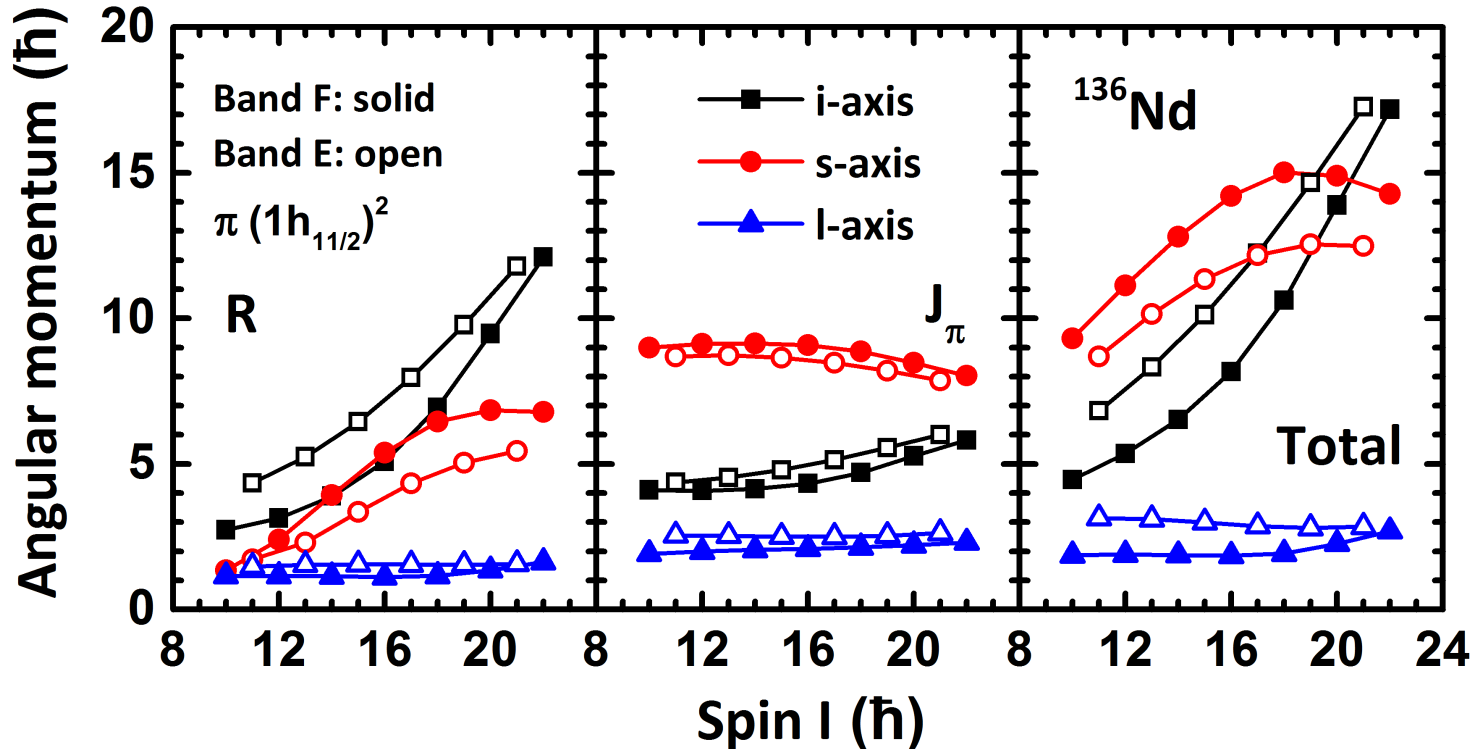 Angular momentum (ħ)
20
15
10
5
0
Band F: solid
Band E: open
π (1h11/2)²
R
i-axis
s-axis
l-axis
Jπ
¹³⁶Nd
Total
8 12 16 20 8 12 16 20 8 12 16 20 24
Spin I (ħ)